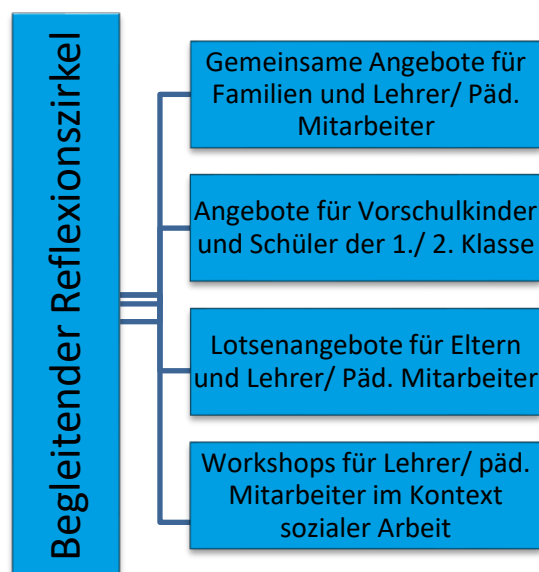 Begleitender Reflexionszirkel
Gemeinsame Angebote für
Familien und Lehrer/ Päd.
Mitarbeiter
Angebote für Vorschulkinder
und Schüler der 1./ 2. Klasse
Lotsenangebote für Eltern
und Lehrer/ Päd. Mitarbeiter
Workshops für Lehrer/ päd.
Mitarbeiter im Kontext
sozialer Arbeit